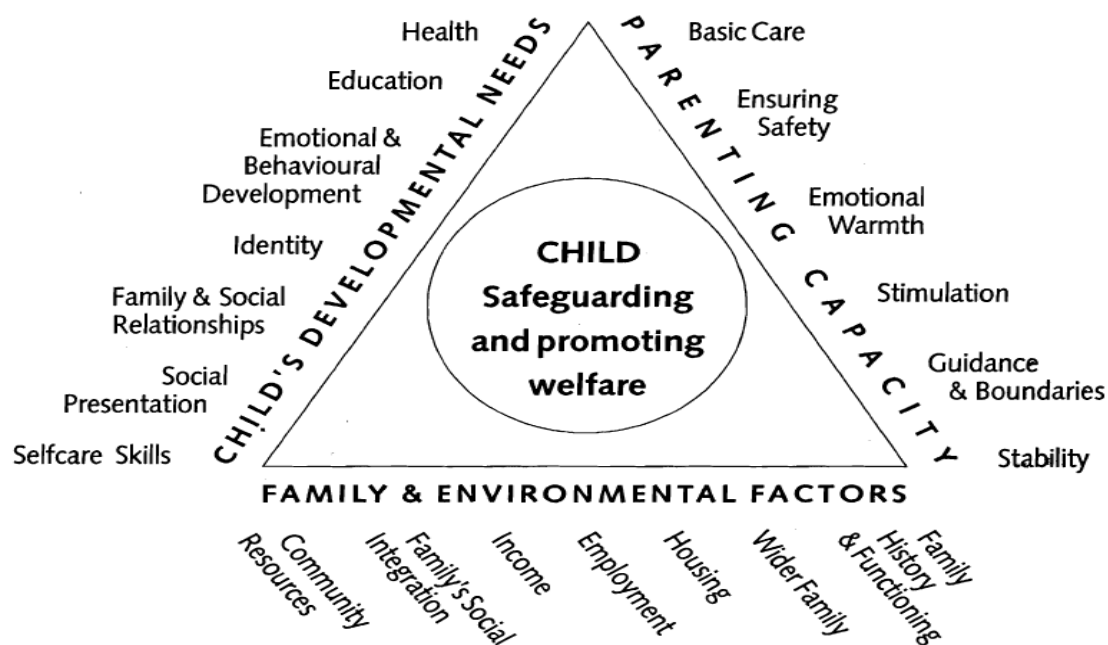 Health
Education
Emotional &
Behavioural
Development
Identity
Family & Social
Relationships
Social
Presentation
Selfcare Skills
CHILD'S DEVELOPMENTAL NEEDS
CHILD
Safeguarding
and promoting
welfare
PARENTING CAPACITY
Basic Care
Ensuring
Safety
Emotional
Warmth
Stimulation
Guidance
& Boundaries
Stability
FAMILY & ENVIRONMENTAL FACTORS
Community
Resources
Family's Social
Integration
Income
Employment
Housing
Wider Family
Family
History
& Functioning